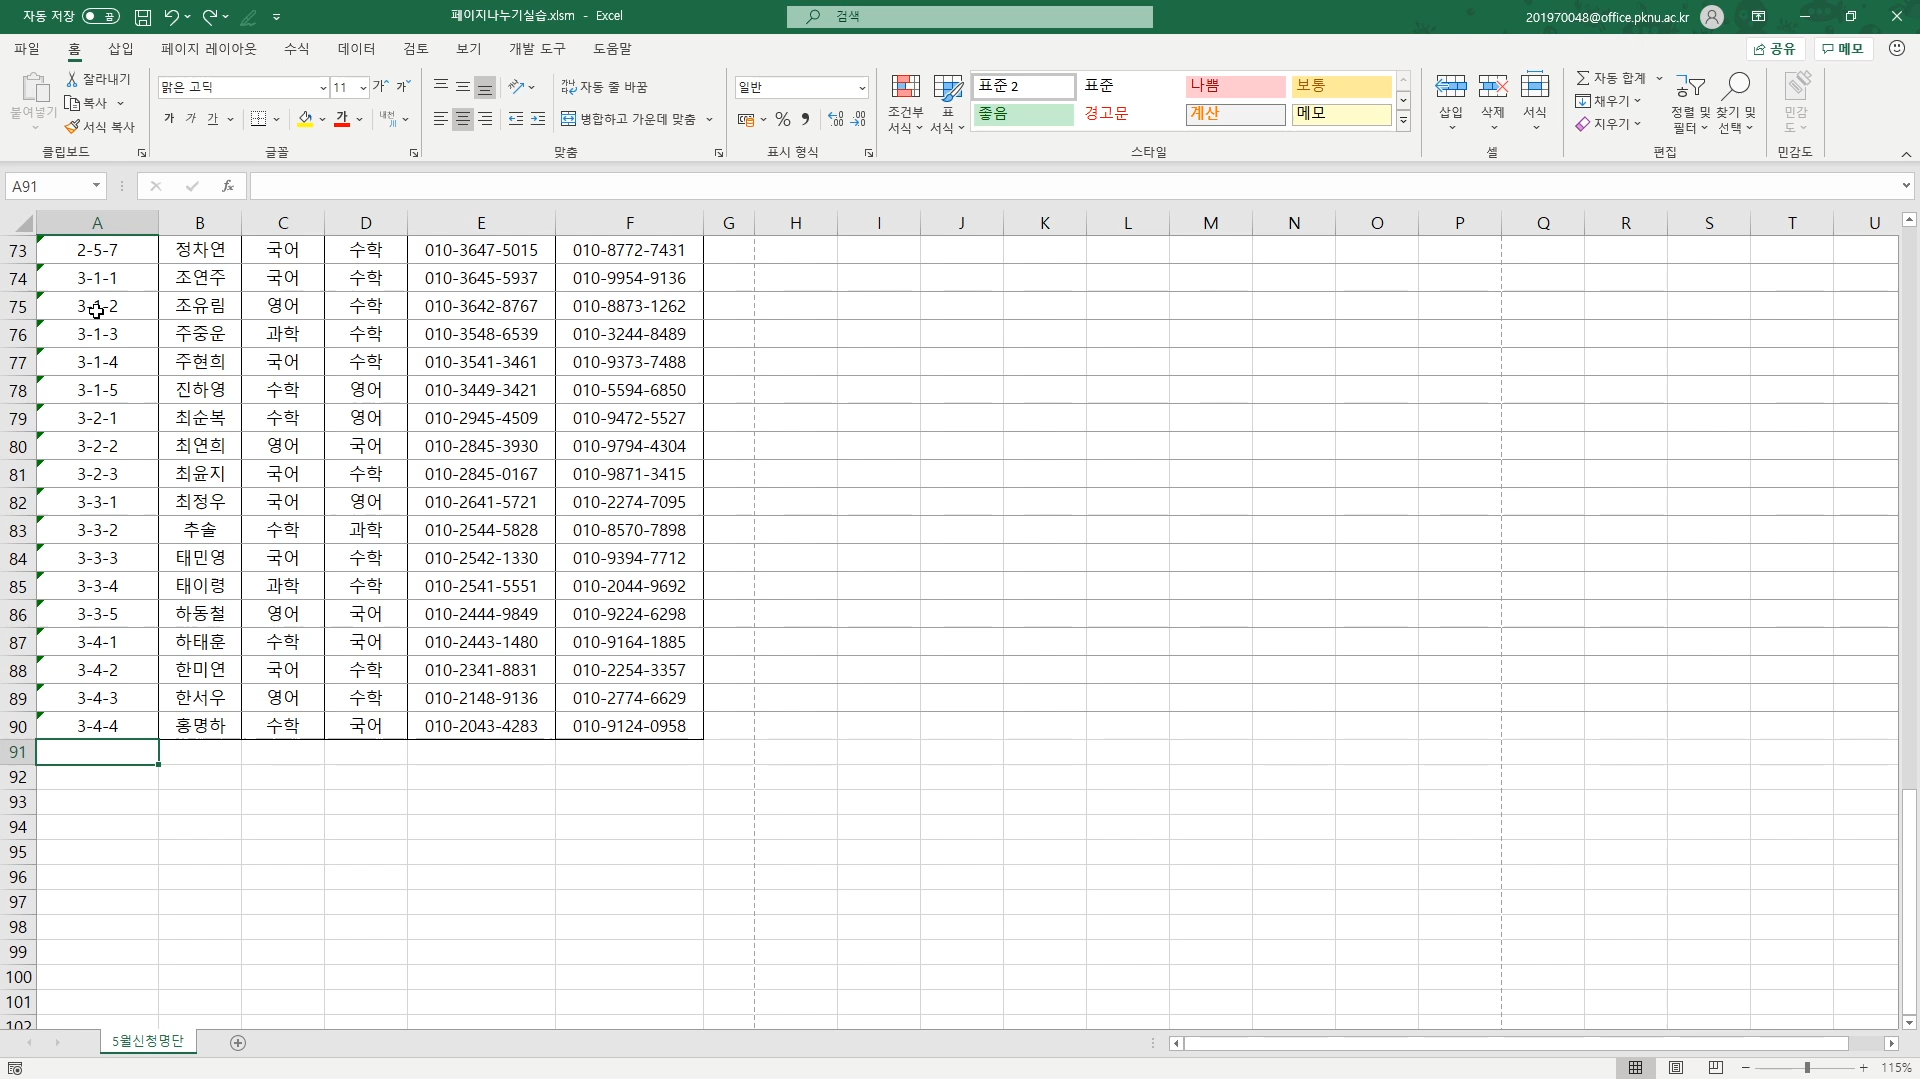 자동 저장 끔 페이지나누기실습.xlsm - Excel 검색 201970048@office.pknu.ac.kr
파일 홈 삽입 페이지 레이아웃 수식 데이터 검토 보기 개발 도구 도움말 공유 메모
붙여넣기 잘라내기 복사 서식 복사 클립보드
맑은 고딕 11 가 가 가 가 가 가 내천 글꼴
자동 줄 바꿈 병합하고 가운데 맞춤 맞춤
일반 % 표시 형식
조건부 서식 표 서식 표준 2 표준 나쁨 보통
좋음 경고문 계산 메모 스타일
삽입 삭제 서식 셀
자동 합계 채우기 지우기 정렬 및 필터 찾기 및 선택 편집
민감도 민감도
A91 fx
A B C D E F G H I J K L M N O P Q R S T U
73 2-5-7 정차연 국어 수학 010-3647-5015 010-8772-7431
74 3-1-1 조연주 국어 수학 010-3645-5937 010-9954-9136
75 3-1-2 조유림 영어 수학 010-3642-8767 010-8873-1262
76 3-1-3 주중운 과학 수학 010-3548-6539 010-3244-8489
77 3-1-4 주현희 국어 수학 010-3541-3461 010-9373-7488
78 3-1-5 진하영 수학 영어 010-3449-3421 010-5594-6850
79 3-2-1 최순복 수학 영어 010-2945-4509 010-9472-5527
80 3-2-2 최연희 영어 국어 010-2845-3930 010-9794-4304
81 3-2-3 최윤지 국어 수학 010-2845-0167 010-9871-3415
82 3-3-1 최정우 국어 영어 010-2641-5721 010-2274-7095
83 3-3-2 추솔 수학 과학 010-2544-5828 010-8570-7898
84 3-3-3 태민영 국어 수학 010-2542-1330 010-9394-7712
85 3-3-4 태이령 과학 수학 010-2541-5551 010-2044-9692
86 3-3-5 하동철 영어 국어 010-2444-9849 010-9224-6298
87 3-4-1 하태훈 수학 국어 010-2443-1480 010-9164-1885
88 3-4-2 한미연 국어 수학 010-2341-8831 010-2254-3357
89 3-4-3 한서우 영어 수학 010-2148-9136 010-2774-6629
90 3-4-4 홍명하 수학 국어 010-2043-4283 010-9124-0958
91
92
93
94
95
96
97
98
99
100
101
102
5월신청명단
115%